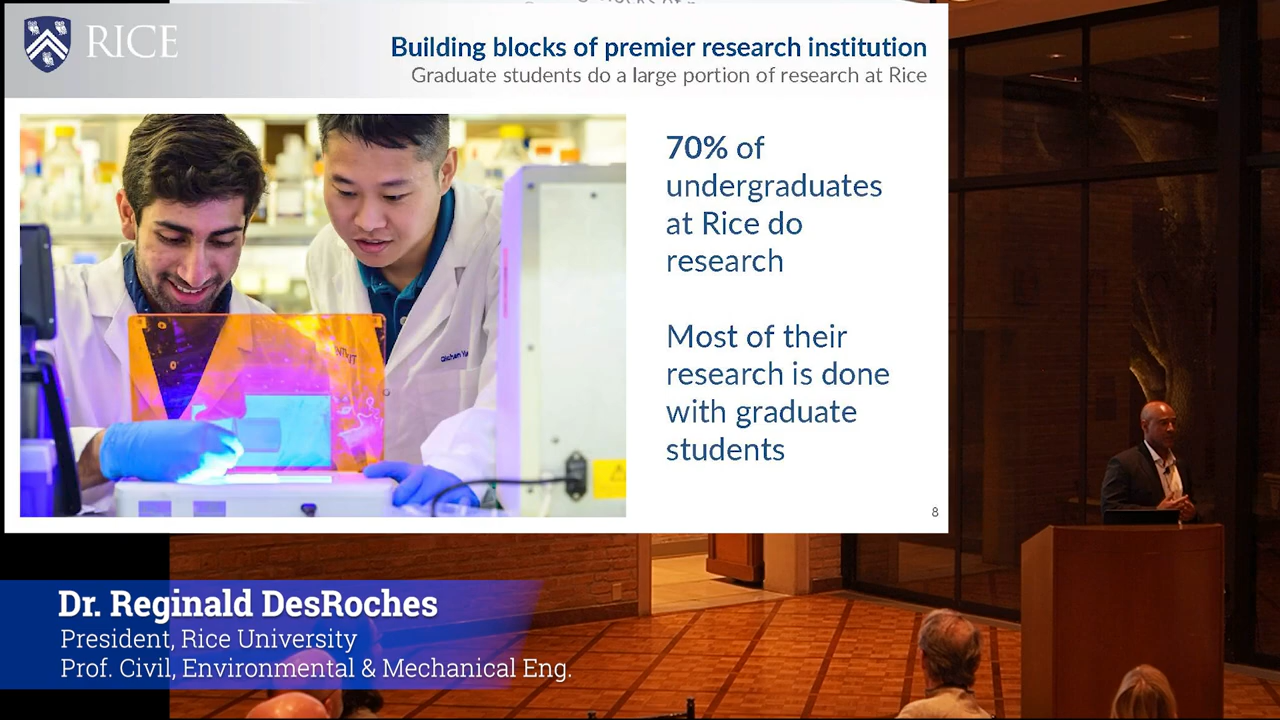 RICE
Building blocks of premier research institution
Graduate students do a large portion of research at Rice
70% of
undergraduates
at Rice do
research
Most of their
research is done
with graduate
students
8
Dr. Reginald DesRoches
President, Rice University
Prof. Civil, Environmental & Mechanical Eng.